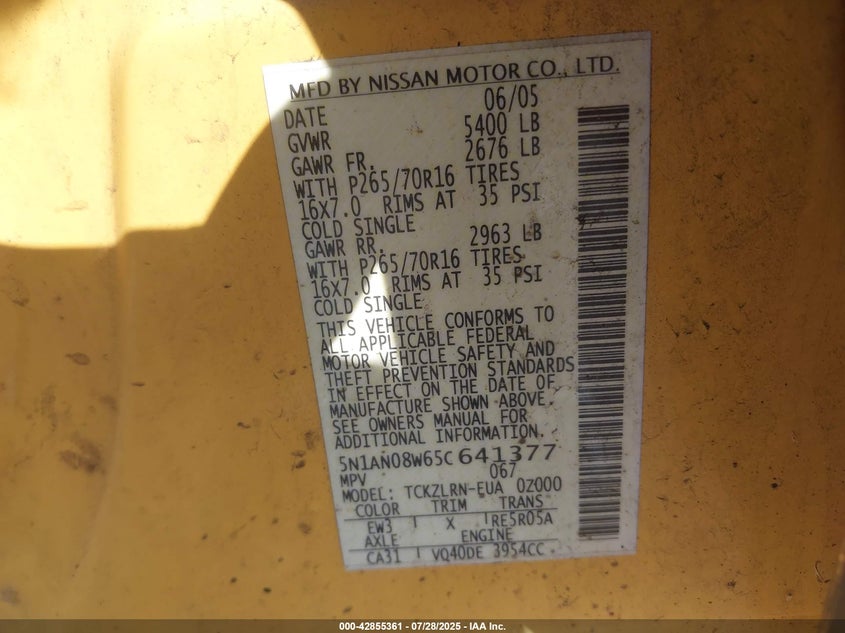 MFD BY NISSAN MOTOR CO., LTD.
DATE 06/05
GVWR 5400 LB
GAWR FR. 2676 LB
WITH P265/70R16 TIRES
16X7.0 RIMS AT 35 PSI
COLD SINGLE
GAWR RR. 2963 LB
WITH P265/70R16 TIRES
16X7.0 RIMS AT 35 PSI
COLD SINGLE
THIS VEHICLE CONFORMS TO
ALL APPLICABLE FEDERAL
MOTOR VEHICLE SAFETY AND
THEFT PREVENTION STANDARDS
IN EFFECT ON THE DATE OF
MANUFACTURE SHOWN ABOVE.
SEE OWNERS MANUAL FOR
ADDITIONAL INFORMATION.
5N1AN08W65C641377
MPV 067
MODEL: TCKZLRN-EUA 0Z000
COLOR TRIM TRANS
EW3 X RE5R05A
AXLE ENGINE
CA31 VQ40DE 3954CC
000-42855361 - 07/28/2025 - IAA Inc.